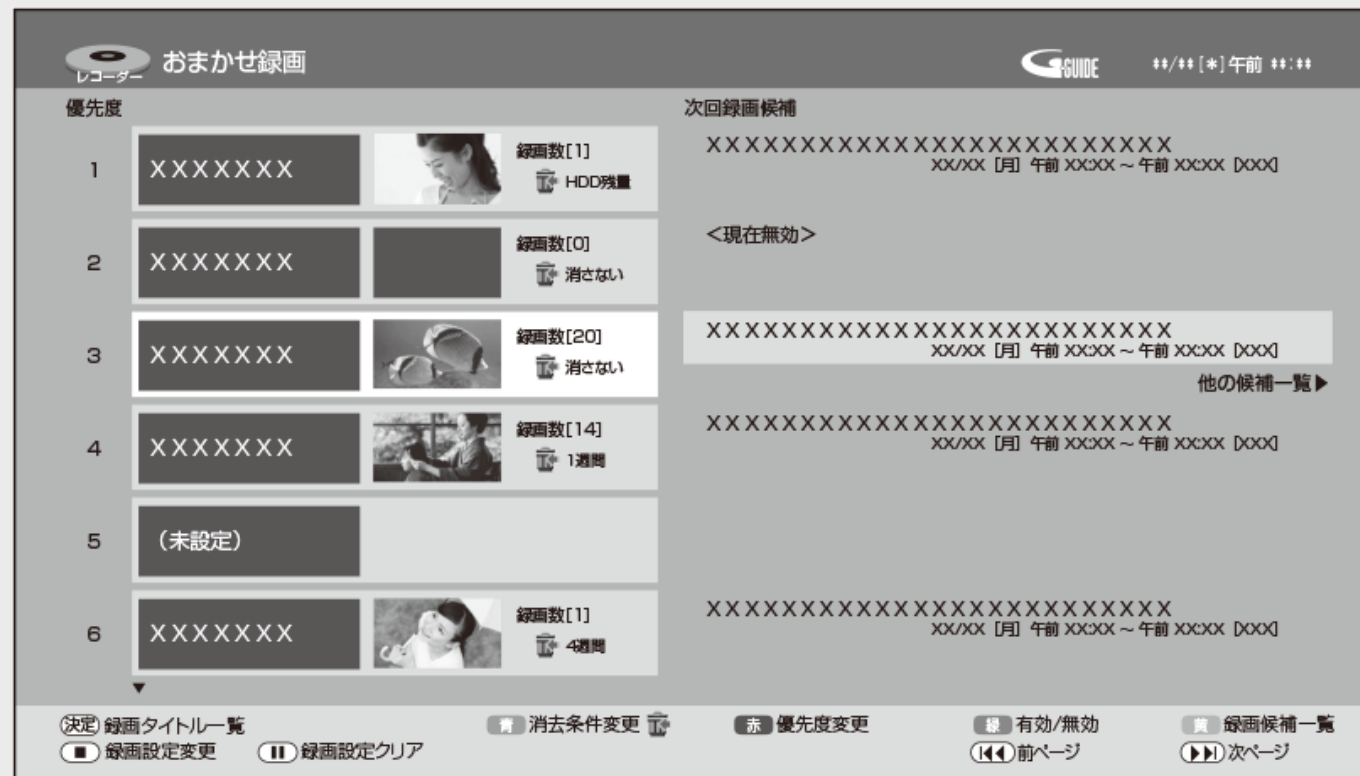 レコーダー おまかせ録画 G-GUIDE **/**[*]午前 **:**
優先度 次回録画候補
1 XXXXXXX 録画数[1] XXXXXXXXXXXXXXXXXXXXXXXXX
HDD残量 XX/XX [月] 午前 XX:XX ~ 午前 XX:XX [XXX]
2 XXXXXXX 録画数[0] <現在無効>
消さない
3 XXXXXXX 録画数[20] XXXXXXXXXXXXXXXXXXXXXXXXX
消さない XX/XX [月] 午前 XX:XX ~ 午前 XX:XX [XXX]
他の候補一覧▶
4 XXXXXXX 録画数[14] XXXXXXXXXXXXXXXXXXXXXXXXX
1週間 XX/XX [月] 午前 XX:XX ~ 午前 XX:XX [XXX]
5 (未設定)
6 XXXXXXX 録画数[1] XXXXXXXXXXXXXXXXXXXXXXXXX
4週間 XX/XX [月] 午前 XX:XX ~ 午前 XX:XX [XXX]
▼
決定 録画タイトル一覧 青 消去条件変更 赤 優先度変更 緑 有効/無効 黄 録画候補一覧
■ 録画設定変更 ❚❚ 録画設定クリア ⏮ 前ページ ⏭ 次ページ